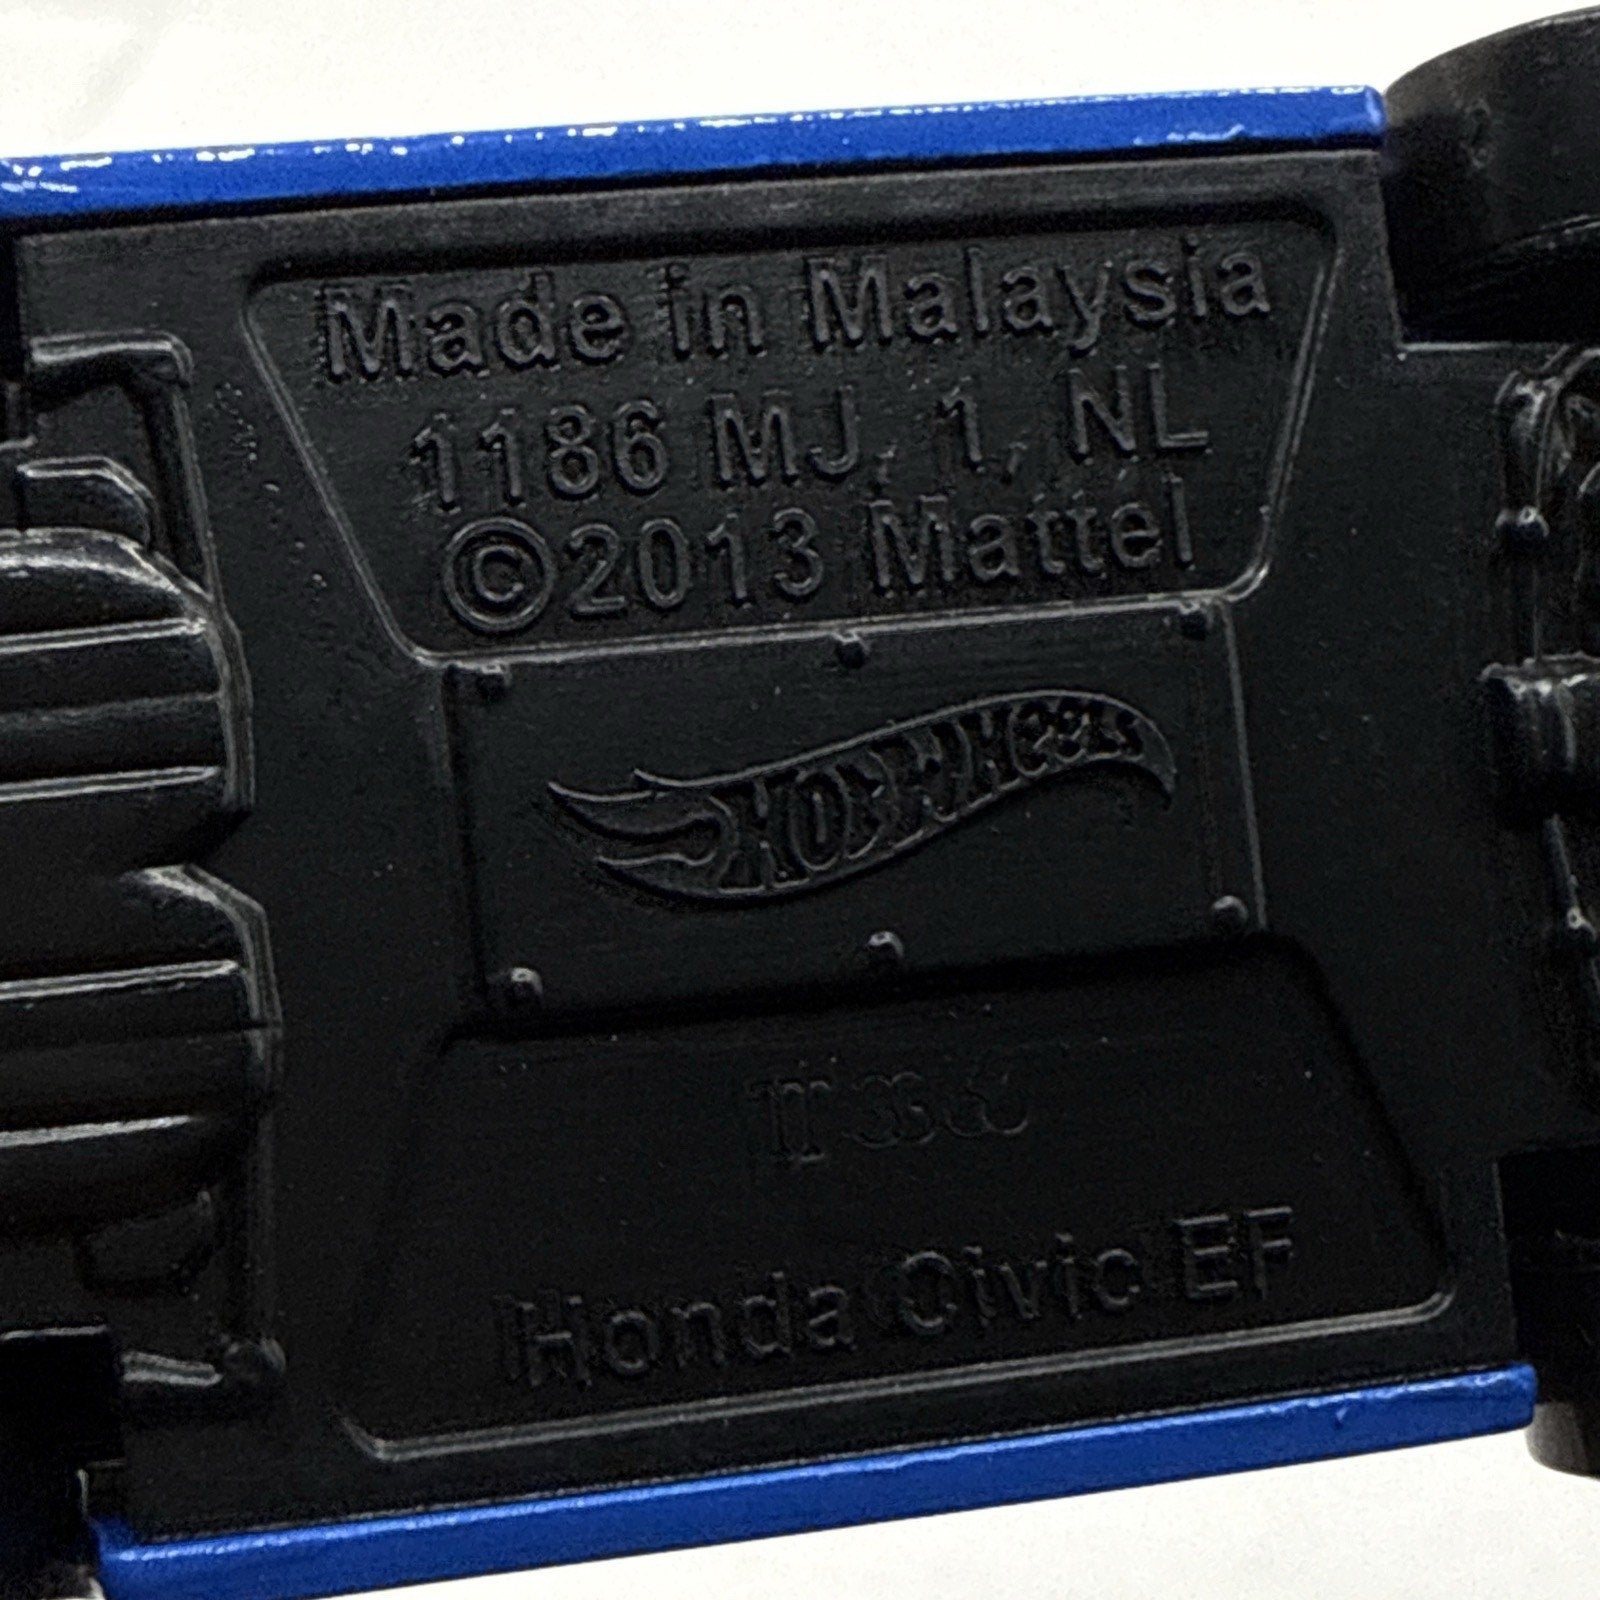 Made in Malaysia
1186 MJ, 1, NL
©2013 Mattel
Hot Wheels
Honda Civic EF